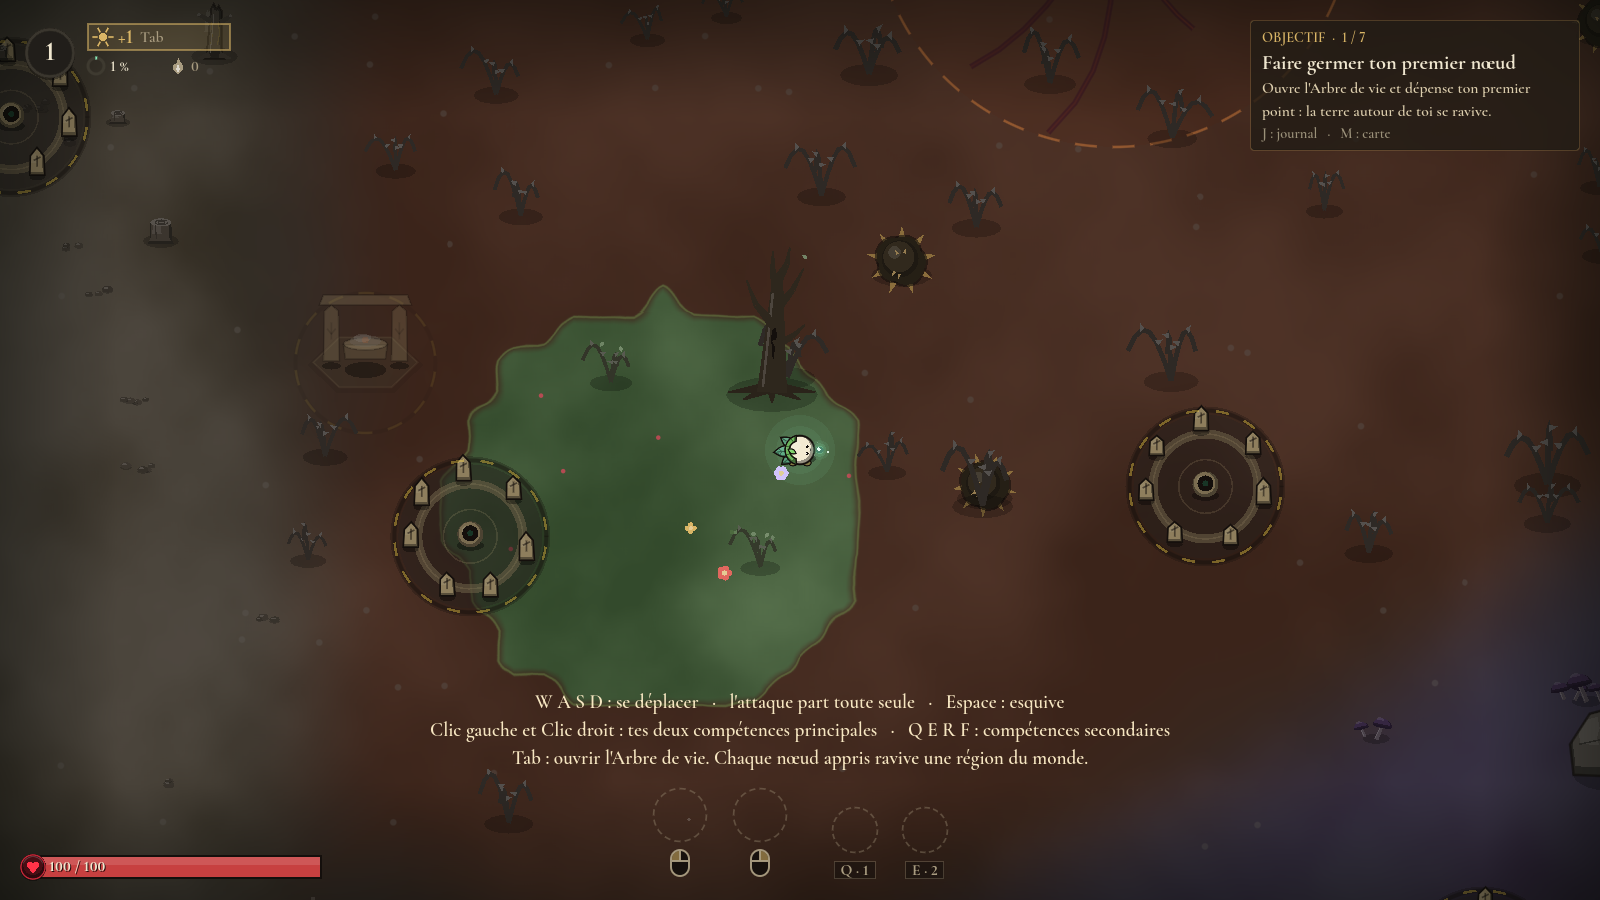 1
+1 Tab
1 %
0
OBJECTIF · 1 / 7
Faire germer ton premier nœud
Ouvre l'Arbre de vie et dépense ton premier
point : la terre autour de toi se ravive.
J : journal · M : carte
W A S D : se déplacer · l'attaque part toute seule · Espace : esquive
Clic gauche et Clic droit : tes deux compétences principales · Q E R F : compétences secondaires
Tab : ouvrir l'Arbre de vie. Chaque nœud appris ravive une région du monde.
Q · 1
E · 2
100 / 100